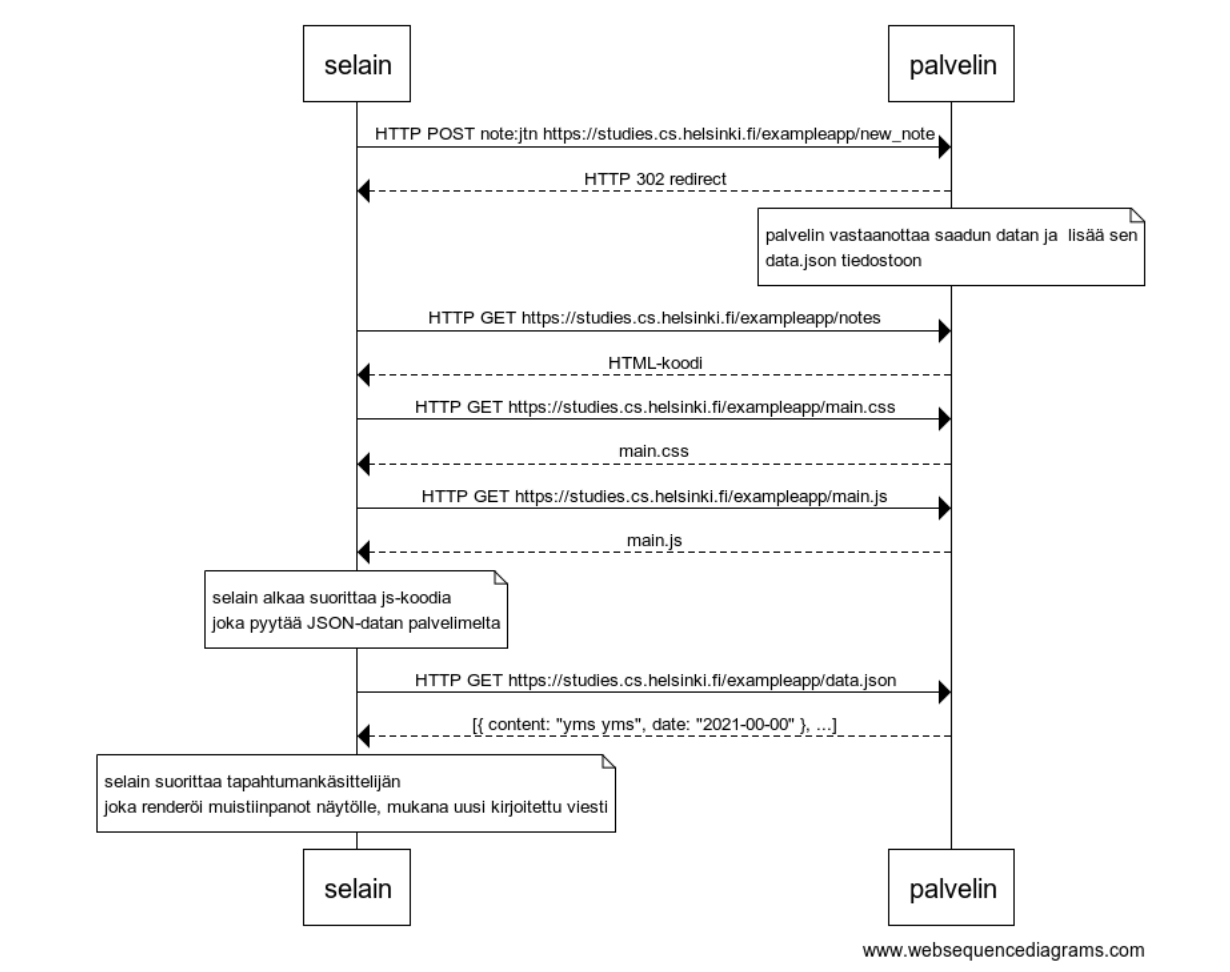 selain
palvelin
HTTP POST note:jtn https://studies.cs.helsinki.fi/exampleapp/new_note
HTTP 302 redirect
palvelin vastaanottaa saadun datan ja  lisää sen
data.json tiedostoon
HTTP GET https://studies.cs.helsinki.fi/exampleapp/notes
HTML-koodi
HTTP GET https://studies.cs.helsinki.fi/exampleapp/main.css
main.css
HTTP GET https://studies.cs.helsinki.fi/exampleapp/main.js
main.js
selain alkaa suorittaa js-koodia
joka pyytää JSON-datan palvelimelta
HTTP GET https://studies.cs.helsinki.fi/exampleapp/data.json
[{ content: "yms yms", date: "2021-00-00" }, ...]
selain suorittaa tapahtumankäsittelijän
joka renderöi muistiinpanot näytölle, mukana uusi kirjoitettu viesti
selain
palvelin
www.websequencediagrams.com